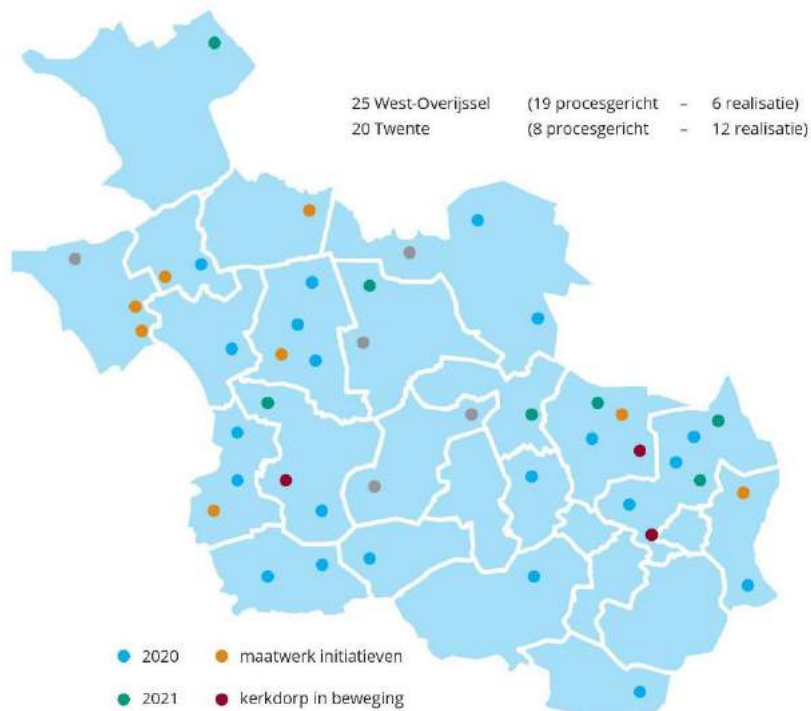 25 West-Overijssel (19 procesgericht – 6 realisatie)
20 Twente (8 procesgericht – 12 realisatie)
2020 maatwerk initiatieven
2021 kerkdorp in beweging